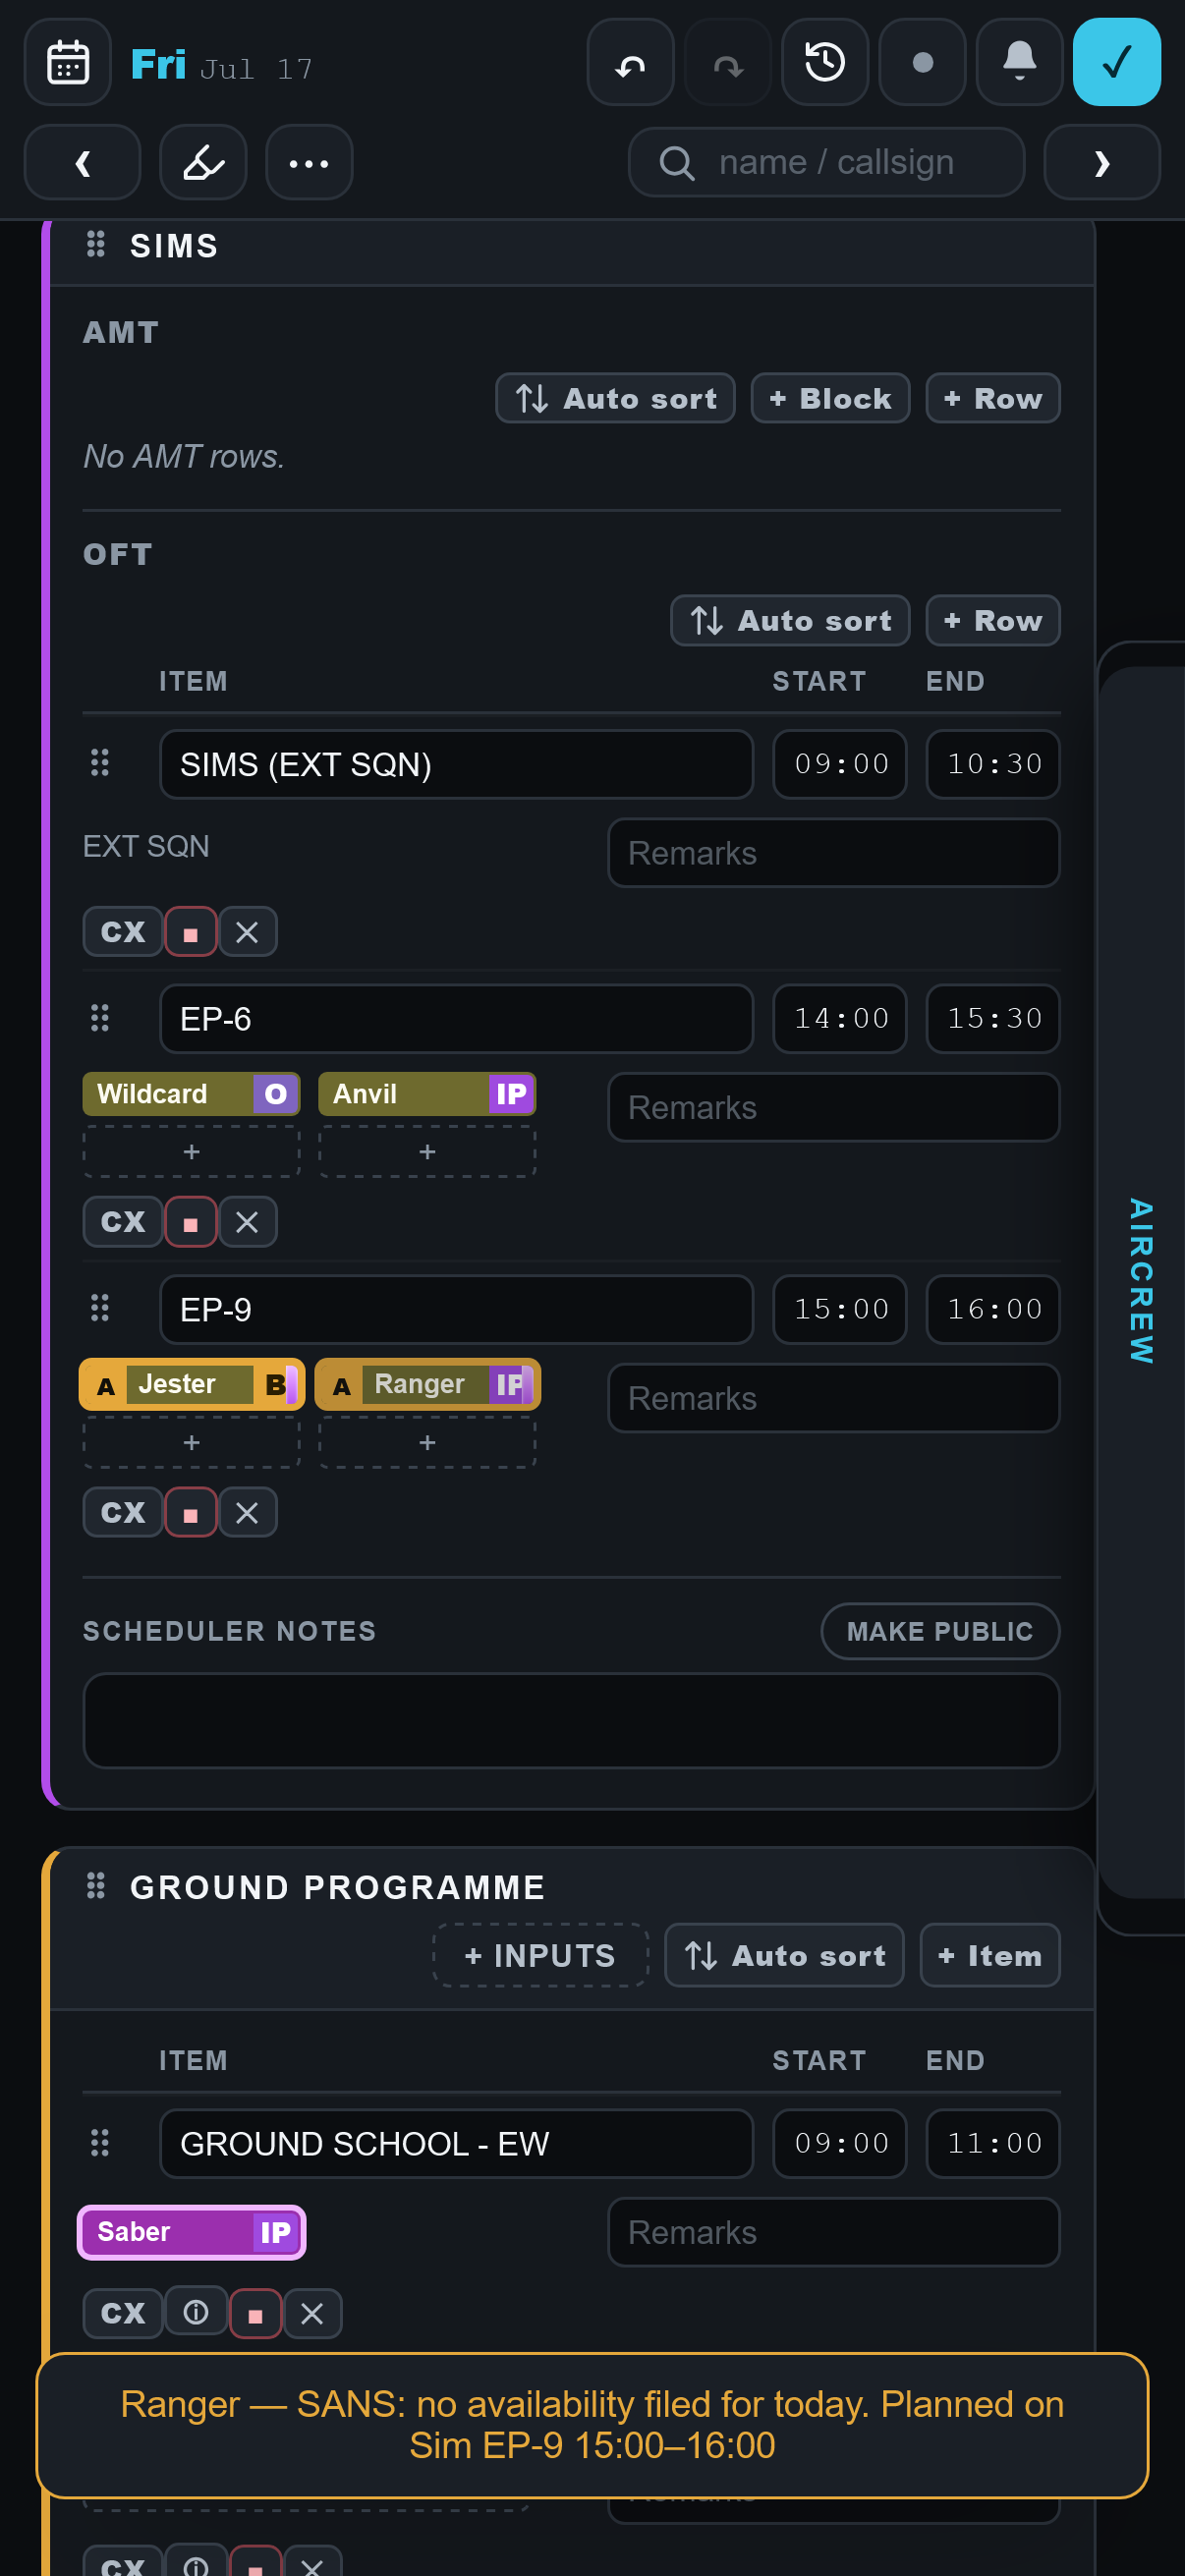 Fri Jul 17
name / callsign
SIMS
AMT
Auto sort + Block + Row
No AMT rows.
OFT
Auto sort + Row
ITEM START END
SIMS (EXT SQN) 09:00 10:30
EXT SQN Remarks
CX
EP-6 14:00 15:30
Wildcard O Anvil IP Remarks
+ +
CX
EP-9 15:00 16:00
A Jester B A Ranger IP Remarks
+ +
CX
SCHEDULER NOTES MAKE PUBLIC
AIRCREW
GROUND PROGRAMME
+ INPUTS Auto sort + Item
ITEM START END
GROUND SCHOOL - EW 09:00 11:00
Saber IP Remarks
CX
Ranger — SANS: no availability filed for today. Planned on
Sim EP-9 15:00–16:00
CX